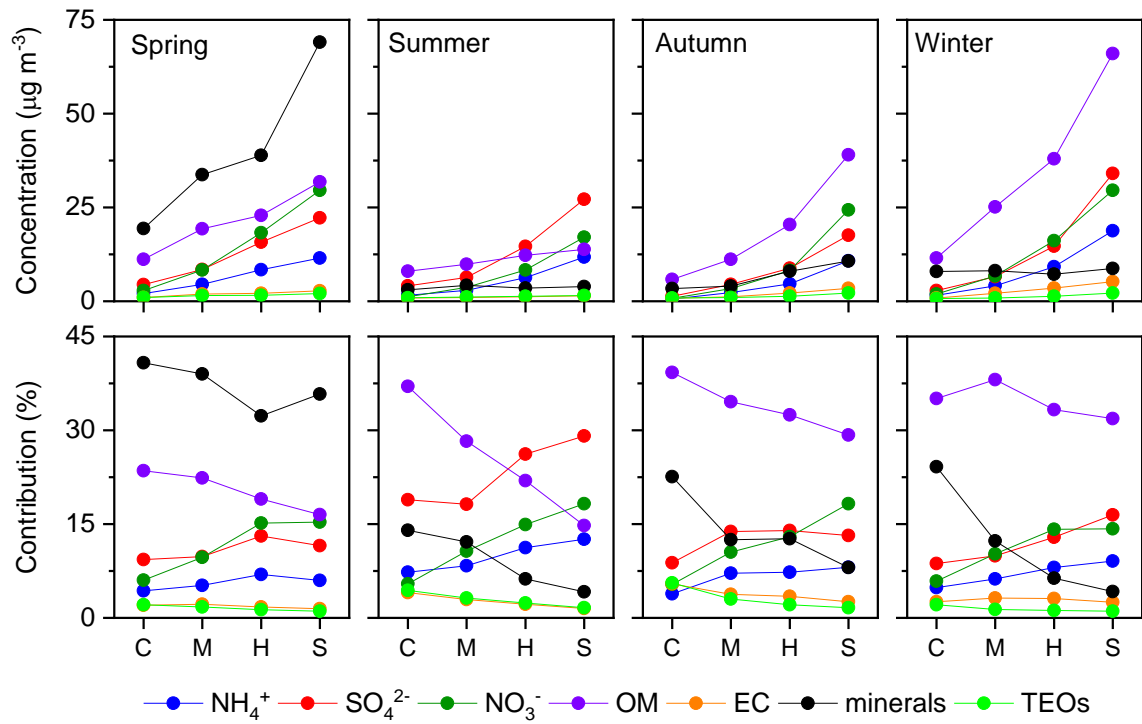 75
50
25
0
Concentration (μg m⁻³)
Spring
Summer
Autumn
Winter
45
30
15
0
Contribution (%)
C M H S
C M H S
C M H S
C M H S
NH₄⁺ SO₄²⁻ NO₃⁻ OM EC minerals TEOs